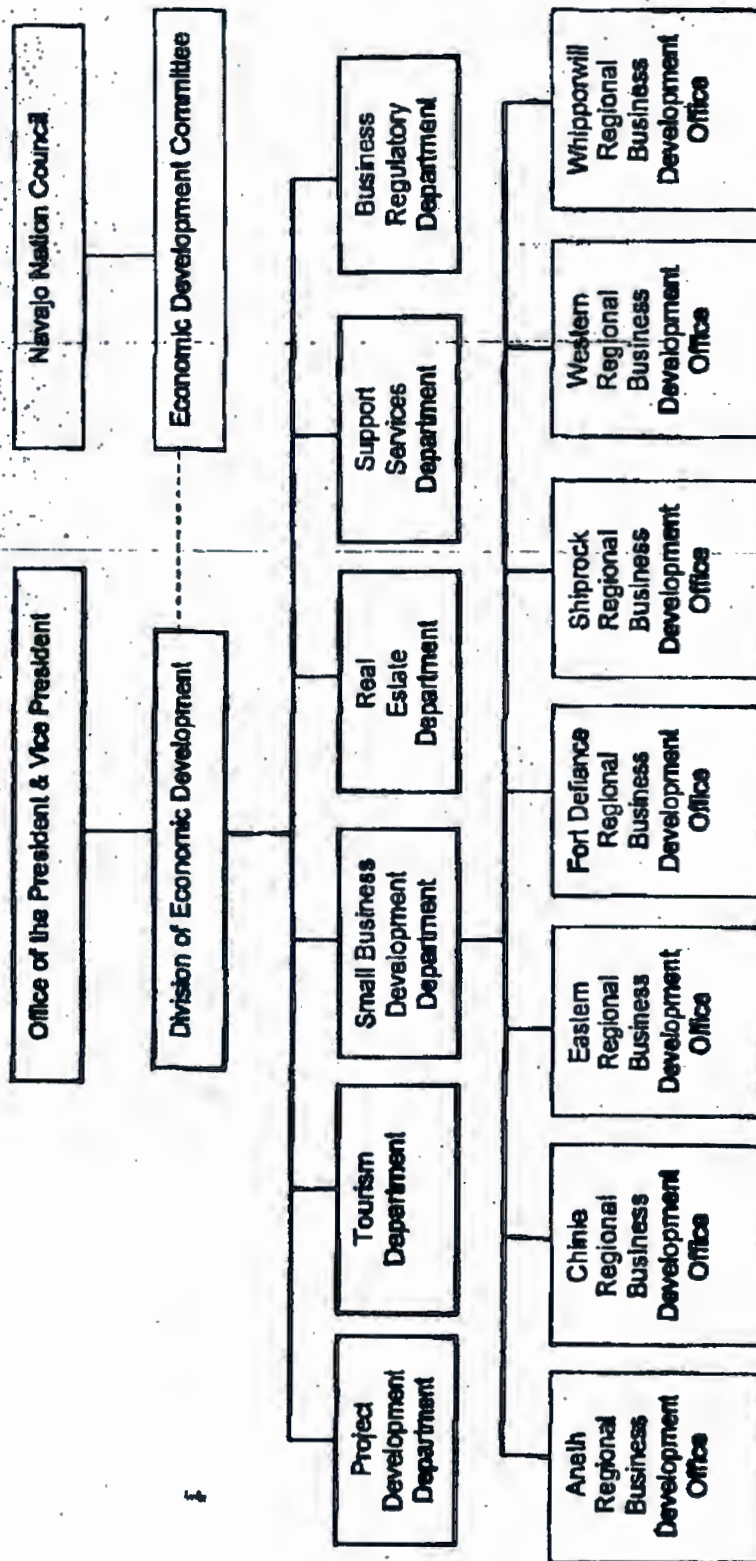 Office of the President & Vice President
Navajo Nation Council
Division of Economic Development
Economic Development Committee
Project
Development
Department
Tourism
Department
Small Business
Development
Department
Real
Estate
Department
Support
Services
Department
Business
Regulatory
Department
Aneth
Regional
Business
Development
Office
Chinle
Regional
Business
Development
Office
Eastern
Regional
Business
Development
Office
Fort Defiance
Regional
Business
Development
Office
Shiprock
Regional
Business
Development
Office
Western
Regional
Business
Development
Office
Whipporwill
Regional
Business
Development
Office